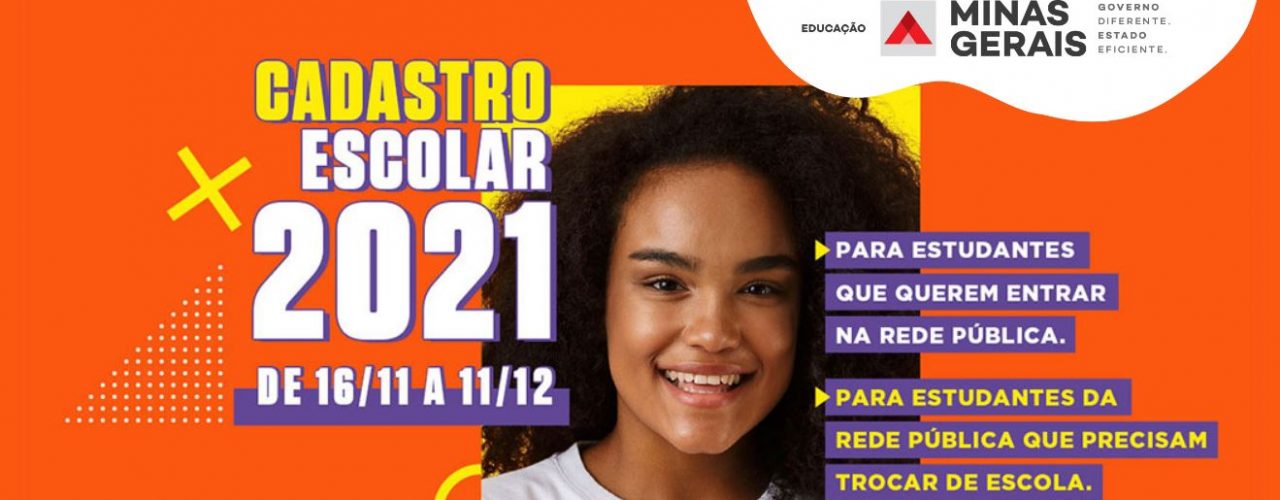 EDUCAÇÃO
MINAS
GERAIS
GOVERNO
DIFERENTE.
ESTADO
EFICIENTE.
CADASTRO
ESCOLAR
2021
DE 16/11 A 11/12
PARA ESTUDANTES
QUE QUEREM ENTRAR
NA REDE PÚBLICA.
PARA ESTUDANTES DA
REDE PÚBLICA QUE PRECISAM
TROCAR DE ESCOLA.